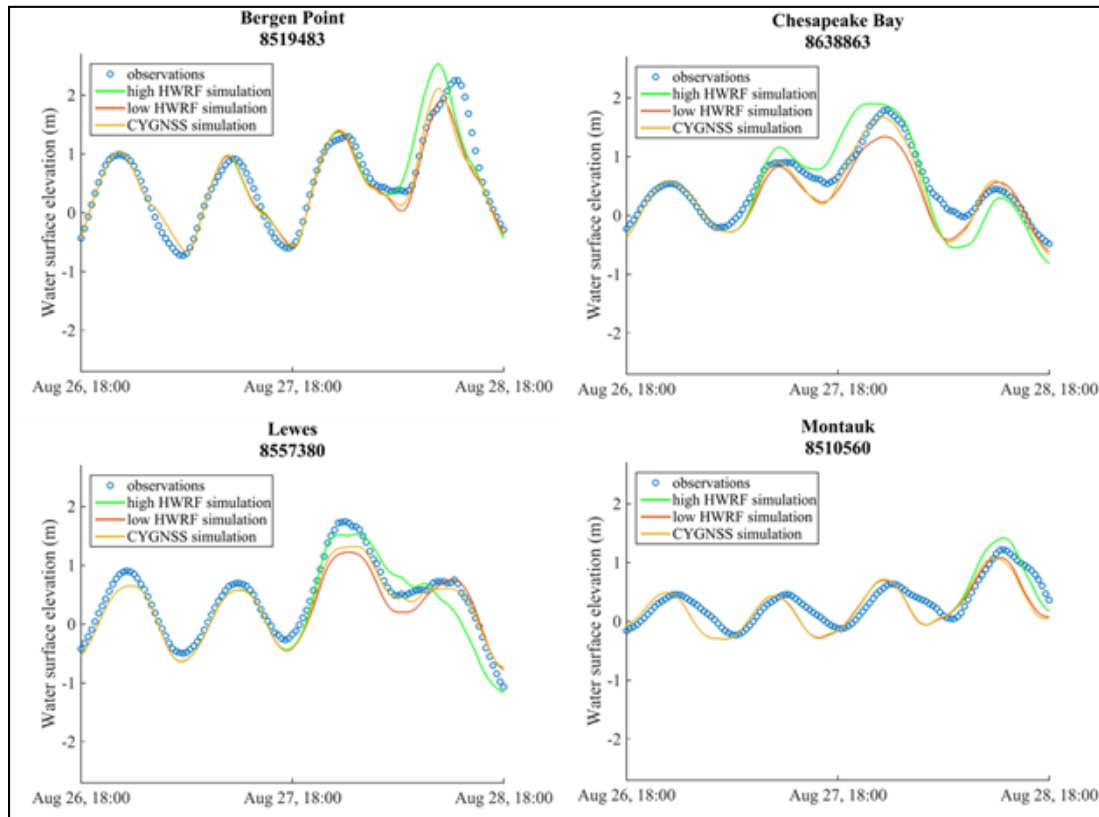 Bergen Point
8519483
observations
high HWRF simulation
low HWRF simulation
CYGNSS simulation
Water surface elevation (m)
2
1
0
-1
-2
Aug 26, 18:00
Aug 27, 18:00
Aug 28, 18:00
Chesapeake Bay
8638863
observations
high HWRF simulation
low HWRF simulation
CYGNSS simulation
Water surface elevation (m)
2
1
0
-1
-2
Aug 26, 18:00
Aug 27, 18:00
Aug 28, 18:00
Lewes
8557380
observations
high HWRF simulation
low HWRF simulation
CYGNSS simulation
Water surface elevation (m)
2
1
0
-1
-2
Aug 26, 18:00
Aug 27, 18:00
Aug 28, 18:00
Montauk
8510560
observations
high HWRF simulation
low HWRF simulation
CYGNSS simulation
Water surface elevation (m)
2
1
0
-1
-2
Aug 26, 18:00
Aug 27, 18:00
Aug 28, 18:00